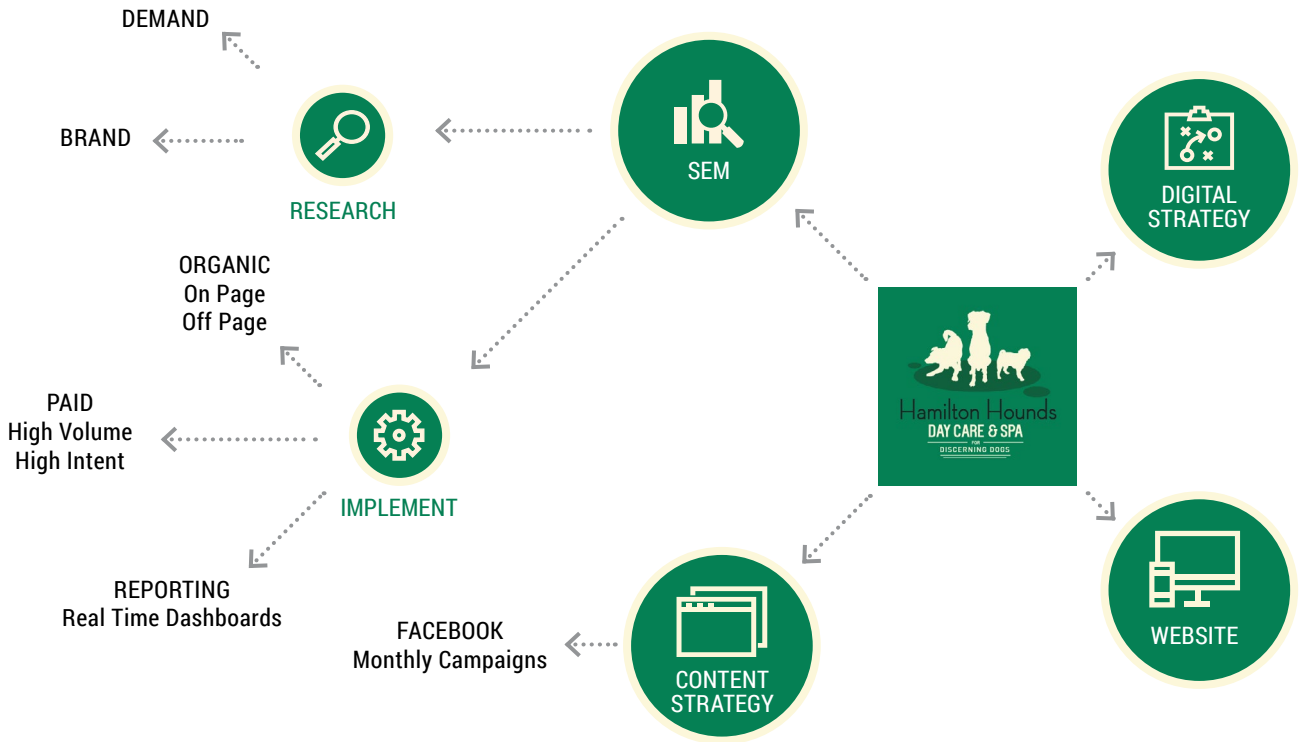 DEMAND
BRAND
RESEARCH
SEM
DIGITAL
STRATEGY
ORGANIC
On Page
Off Page
PAID
High Volume
High Intent
IMPLEMENT
REPORTING
Real Time Dashboards
Hamilton Hounds
DAY CARE & SPA
FOR
DISCERNING DOGS
FACEBOOK
Monthly Campaigns
CONTENT
STRATEGY
WEBSITE